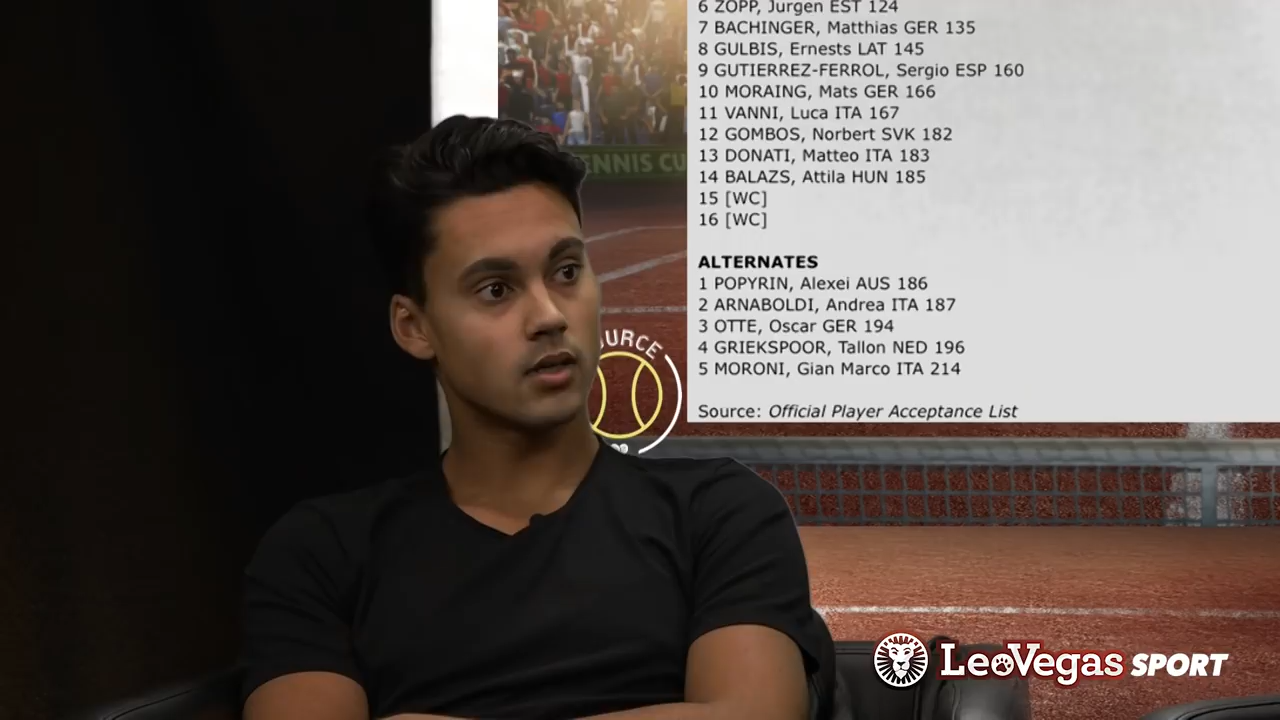 6 ZOPP, Jurgen EST 124
7 BACHINGER, Matthias GER 135
8 GULBIS, Ernests LAT 145
9 GUTIERREZ-FERROL, Sergio ESP 160
10 MORAING, Mats GER 166
11 VANNI, Luca ITA 167
12 GOMBOS, Norbert SVK 182
13 DONATI, Matteo ITA 183
14 BALAZS, Attila HUN 185
15 [WC]
16 [WC]
ALTERNATES
1 POPYRIN, Alexei AUS 186
2 ARNABOLDI, Andrea ITA 187
3 OTTE, Oscar GER 194
4 GRIEKSPOOR, Tallon NED 196
5 MORONI, Gian Marco ITA 214
Source: Official Player Acceptance List
LeoVegas SPORT